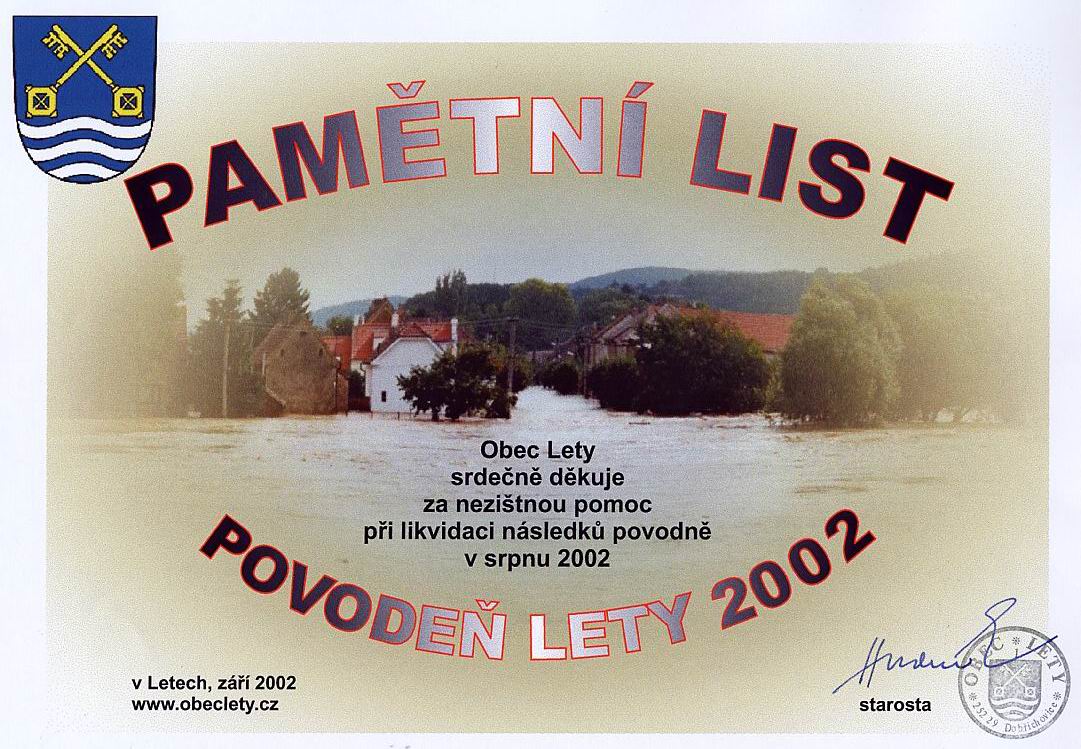 PAMĚTNÍ LIST
Obec Lety
srdečně děkuje
za nezištnou pomoc
při likvidaci následků povodně
v srpnu 2002
POVODEŇ LETY 2002
v Letech, září 2002
www.obeclety.cz
starosta
OBEC * LETY
* 252 29 Dobřichovice *